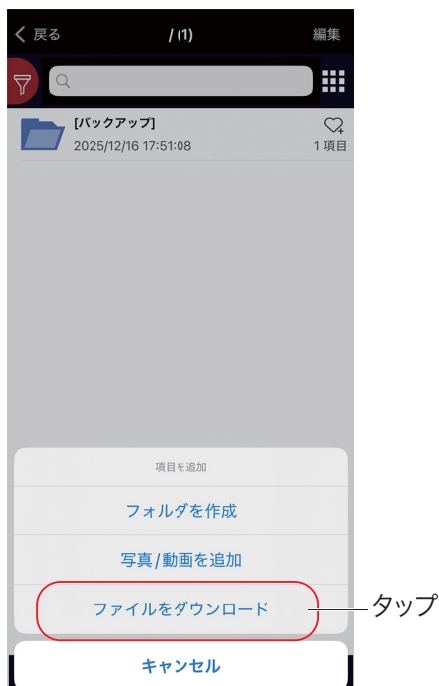 戻る
/ (1)
編集
[バックアップ]
2025/12/16 17:51:08
1 項目
項目を追加
フォルダを作成
写真/動画を追加
ファイルをダウンロード
タップ
キャンセル